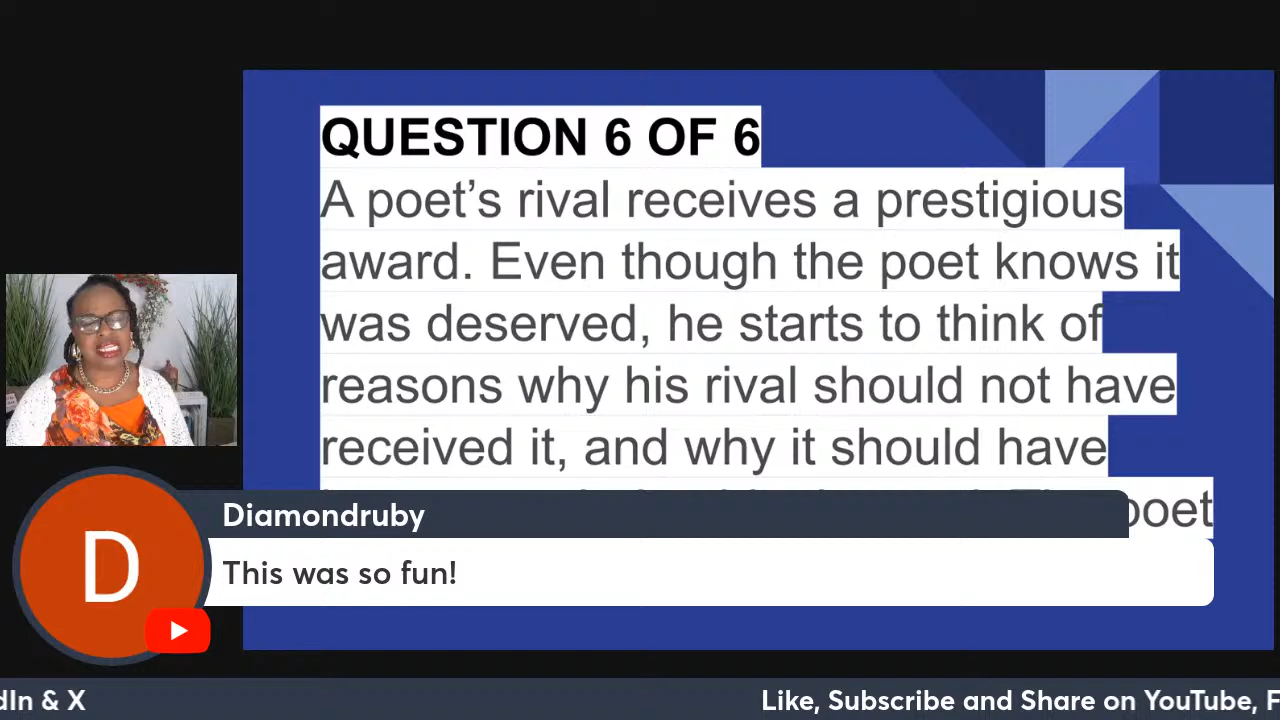 QUESTION 6 OF 6
A poet’s rival receives a prestigious
award. Even though the poet knows it
was deserved, he starts to think of
reasons why his rival should not have
received it, and why it should have
poet
Diamondruby
D
This was so fun!
dIn & X
Like, Subscribe and Share on YouTube, F